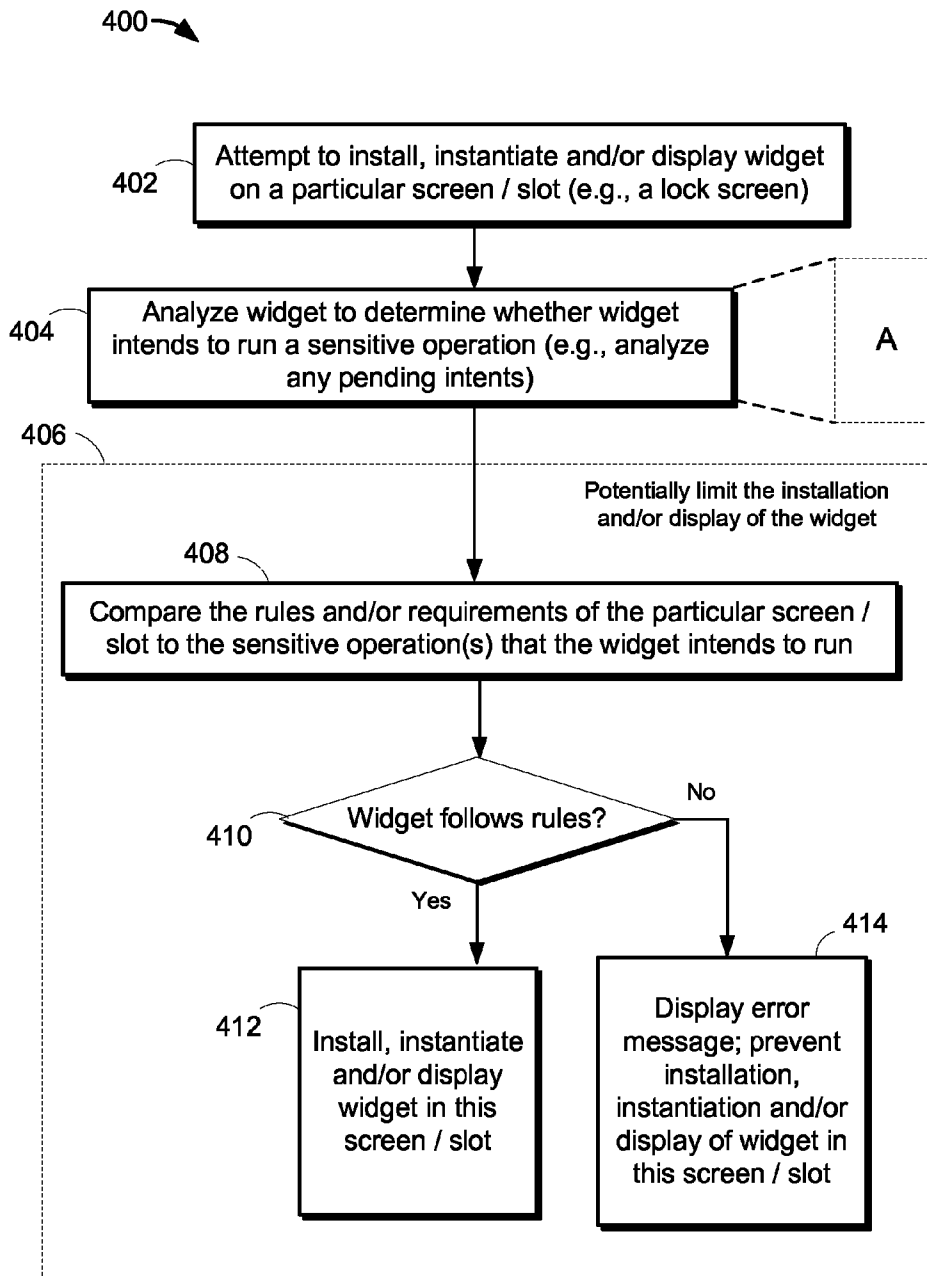 400
402
Attempt to install, instantiate and/or display widget
on a particular screen / slot (e.g., a lock screen)
404
Analyze widget to determine whether widget
intends to run a sensitive operation (e.g., analyze
any pending intents)
A
406
Potentially limit the installation
and/or display of the widget
408
Compare the rules and/or requirements of the particular screen /
slot to the sensitive operation(s) that the widget intends to run
410
Widget follows rules?
No
Yes
412
Install, instantiate
and/or display
widget in this
screen / slot
414
Display error
message; prevent
installation,
instantiation and/or
display of widget in
this screen / slot